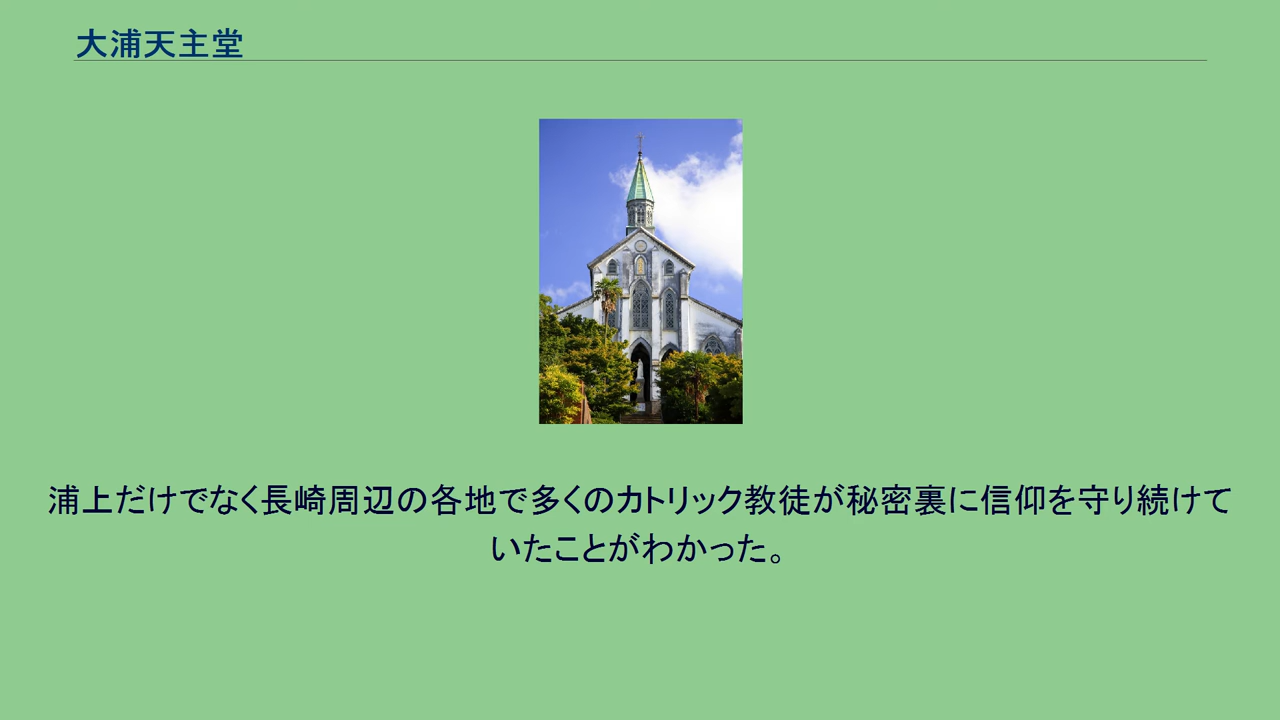 大浦天主堂
浦上だけでなく長崎周辺の各地で多くのカトリック教徒が秘密裏に信仰を守り続けて
いたことがわかった。